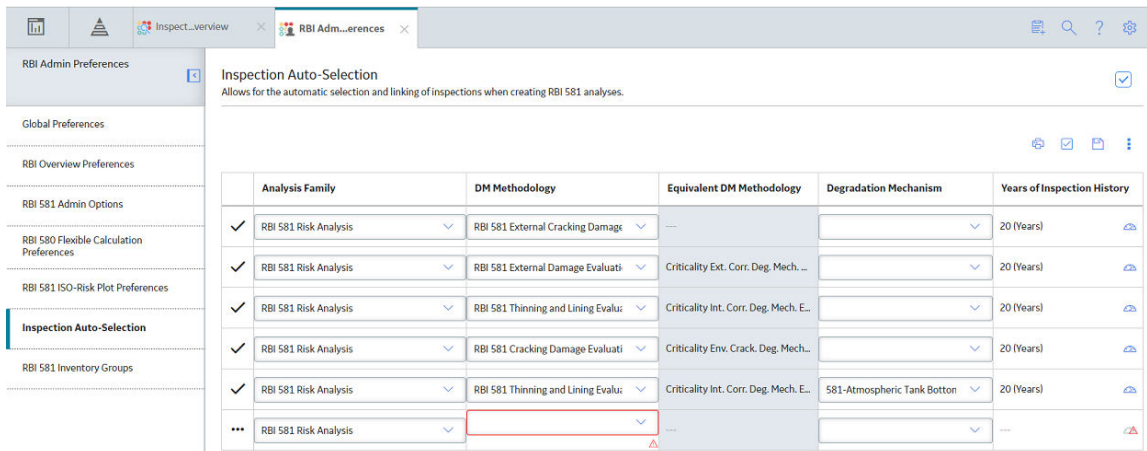 Inspect...verview
RBI Adm...erences
RBI Admin Preferences
Global Preferences
RBI Overview Preferences
RBI 581 Admin Options
RBI 580 Flexible Calculation
Preferences
RBI 581 ISO-Risk Plot Preferences
Inspection Auto-Selection
RBI 581 Inventory Groups
Inspection Auto-Selection
Allows for the automatic selection and linking of inspections when creating RBI 581 analyses.
Analysis Family DM Methodology Equivalent DM Methodology Degradation Mechanism Years of Inspection History
RBI 581 Risk Analysis RBI 581 External Cracking Damage --- 20 (Years)
RBI 581 Risk Analysis RBI 581 External Damage Evaluati Criticality Ext. Corr. Deg. Mech. ... 20 (Years)
RBI 581 Risk Analysis RBI 581 Thinning and Lining Evalu Criticality Int. Corr. Deg. Mech. E... 20 (Years)
RBI 581 Risk Analysis RBI 581 Cracking Damage Evaluati Criticality Env. Crack. Deg. Mech... 20 (Years)
RBI 581 Risk Analysis RBI 581 Thinning and Lining Evalu Criticality Int. Corr. Deg. Mech. E... 581-Atmospheric Tank Botton 20 (Years)
RBI 581 Risk Analysis --- ---